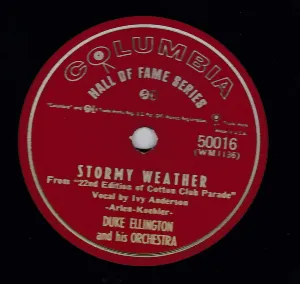 COLUMBIA
HALL OF FAME SERIES
50016
(WM 1136)
STORMY WEATHER
From "22nd Edition of Cotton Club Parade"
Vocal by Ivy Anderson
-Arlen-Koehler-
DUKE ELLINGTON
and his ORCHESTRA